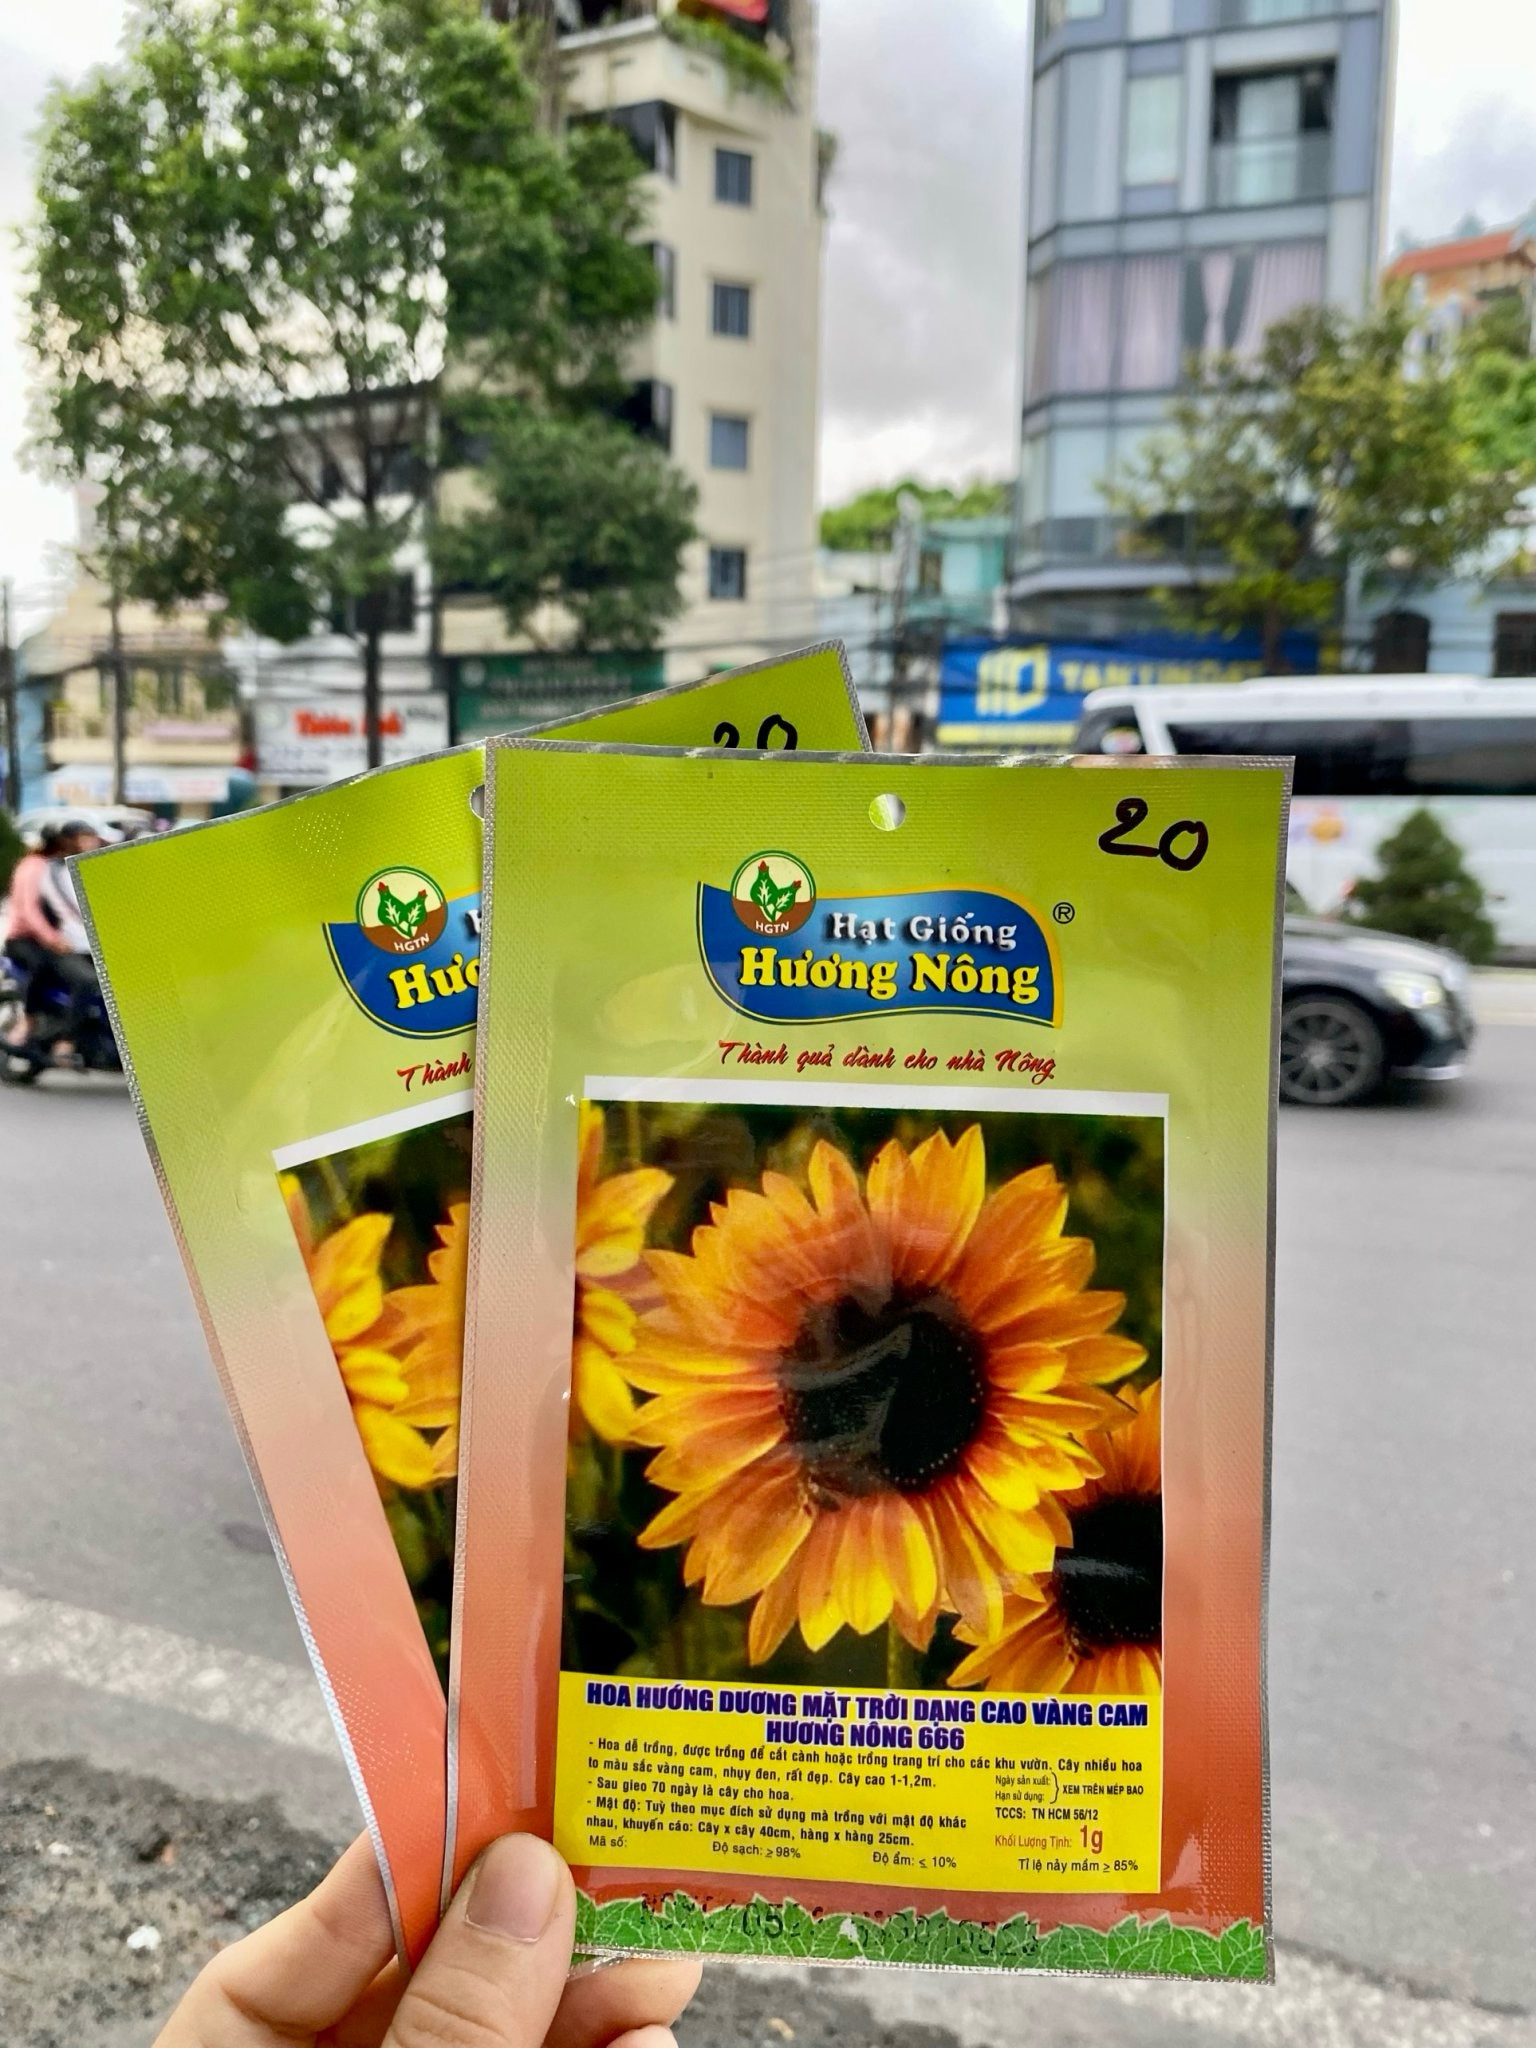 20
20
HGTN
Hạt Giống
®
Hương Nông
Thành quả dành cho nhà Nông
HGTN
Thành
HOA HƯỚNG DƯƠNG MẶT TRỜI DẠNG CAO VÀNG CAM
HƯƠNG NÔNG 666
- Hoa dễ trồng, được trồng để cắt cành hoặc trồng trang trí cho các khu vườn. Cây nhiều hoa
to màu sắc vàng cam, nhụy đen, rất đẹp. Cây cao 1-1,2m.
- Sau gieo 70 ngày là cây cho hoa.
- Mật độ: Tuỳ theo mục đích sử dụng mà trồng với mật độ khác
nhau, khuyến cáo: Cây x cây 40cm, hàng x hàng 25cm.
Ngày sản xuất:
Hạn sử dụng:
XEM TRÊN MÉP BAO
TCCS: TN HCM 56/12
Khối Lượng Tịnh: 1g
Mã số:
Độ sạch: ≥ 98%
Độ ẩm: ≤ 10%
Tỉ lệ nảy mầm ≥ 85%